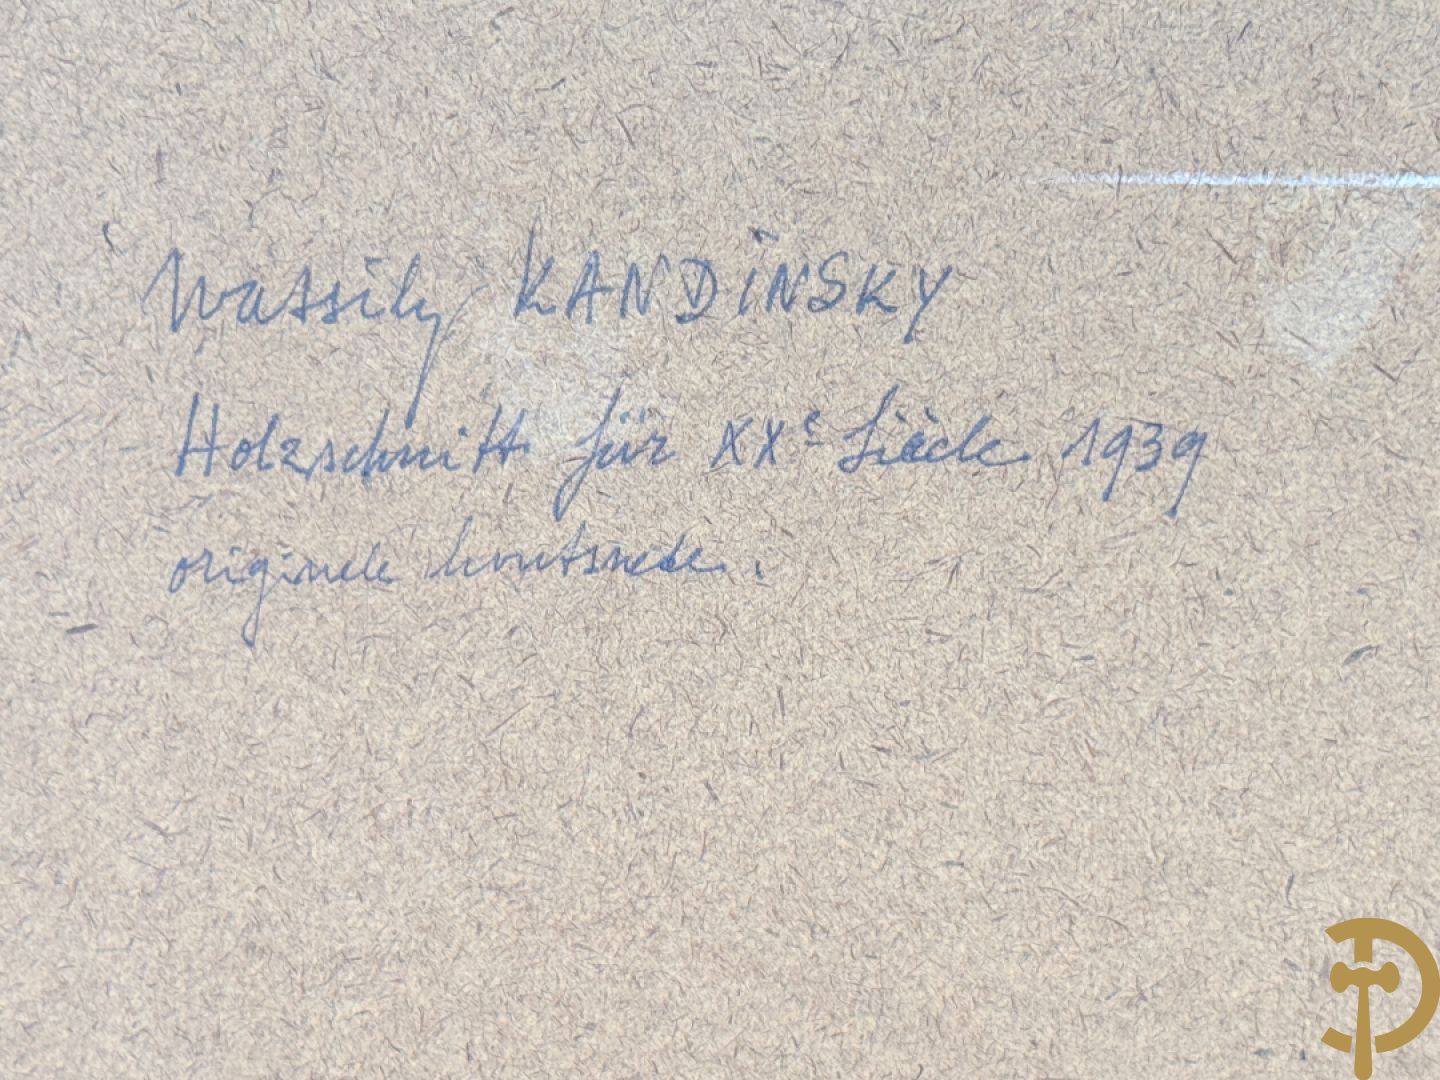 Wassily KANDINSKY
Holzschnitt für XXe Siècle 1939
originele houtsnede.